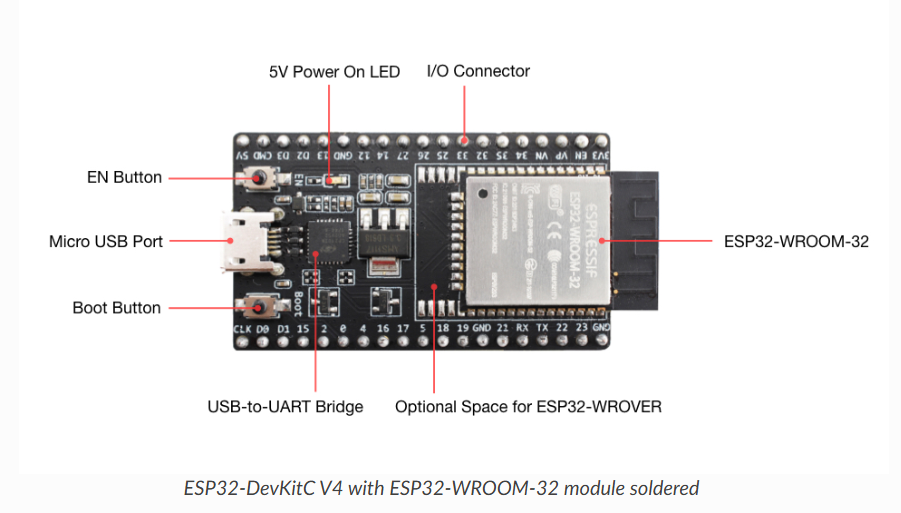 5V Power On LED
I/O Connector
5V CMD D3 D2 13 GND 12 14 27 26 25 33 32 35 34 VN VP EN 3V3
EN Button
EN
Micro USB Port
ESPRESSIF
ESP32-WROOM-32
ESP32-WROOM-32
Boot Button
Boot
CLK D0 D1 15 2 0 4 16 17 5 18 19 GND 21 RX TX 22 23 GND
USB-to-UART Bridge
Optional Space for ESP32-WROVER
ESP32-DevKitC V4 with ESP32-WROOM-32 module soldered